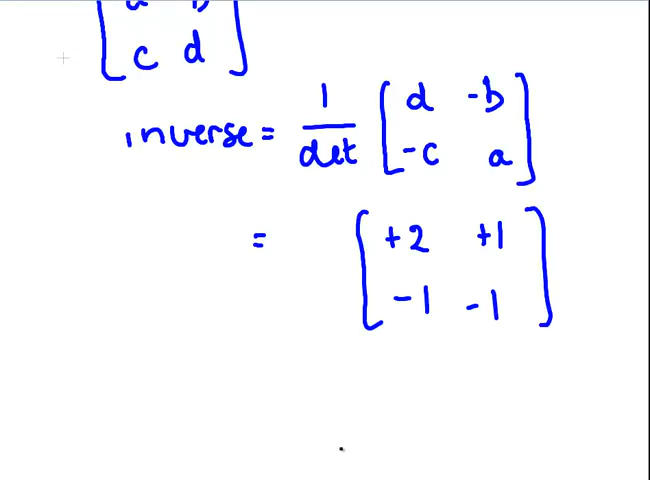 a b
c d
inverse = 1/det [d -b
-c a]
= [+2 +1
-1 -1]